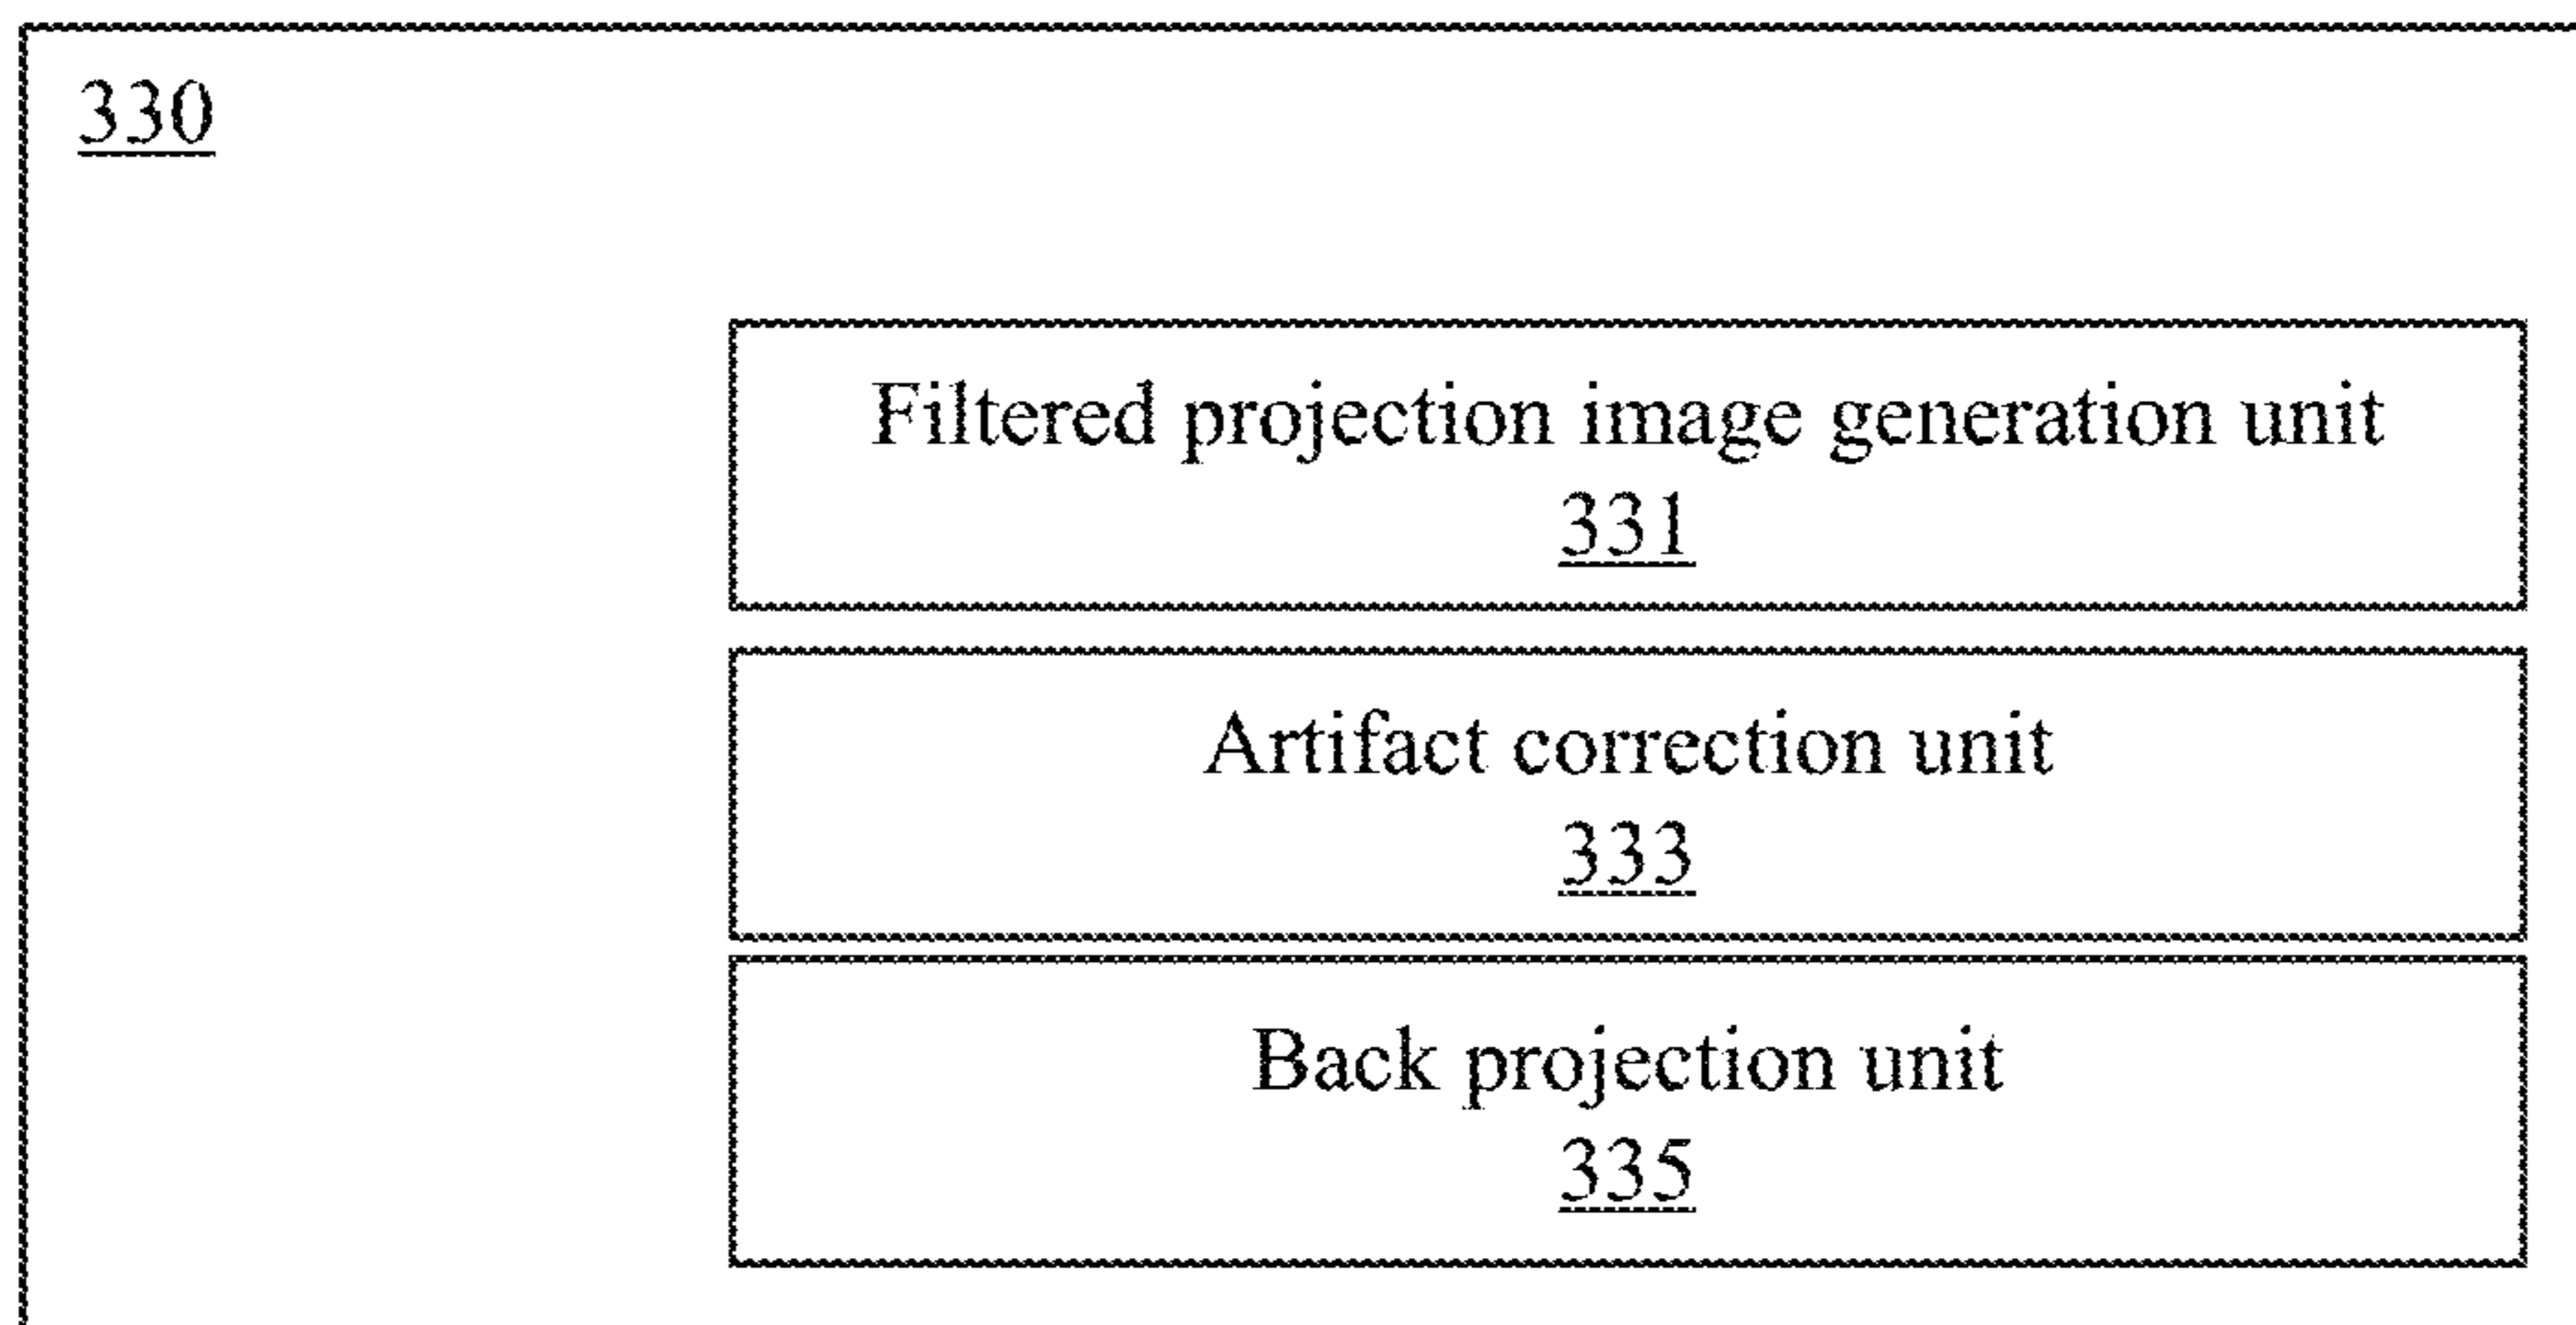 330
Filtered projection image generation unit
331
Artifact correction unit
333
Back projection unit
335